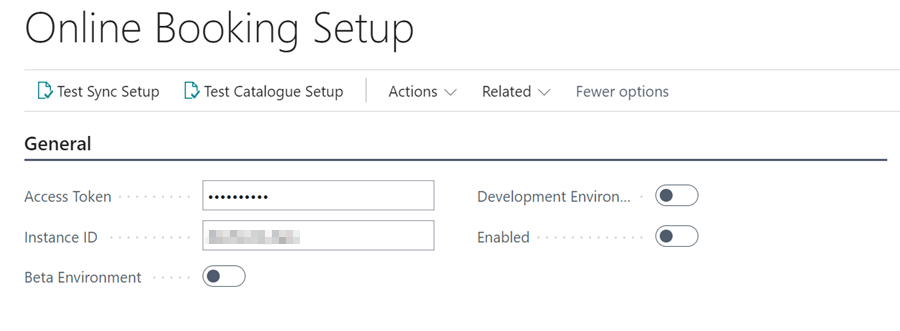 Online Booking Setup
Test Sync Setup Test Catalogue Setup Actions Related Fewer options
General
Access Token •••••••••• Development Environ...
Instance ID Enabled
Beta Environment